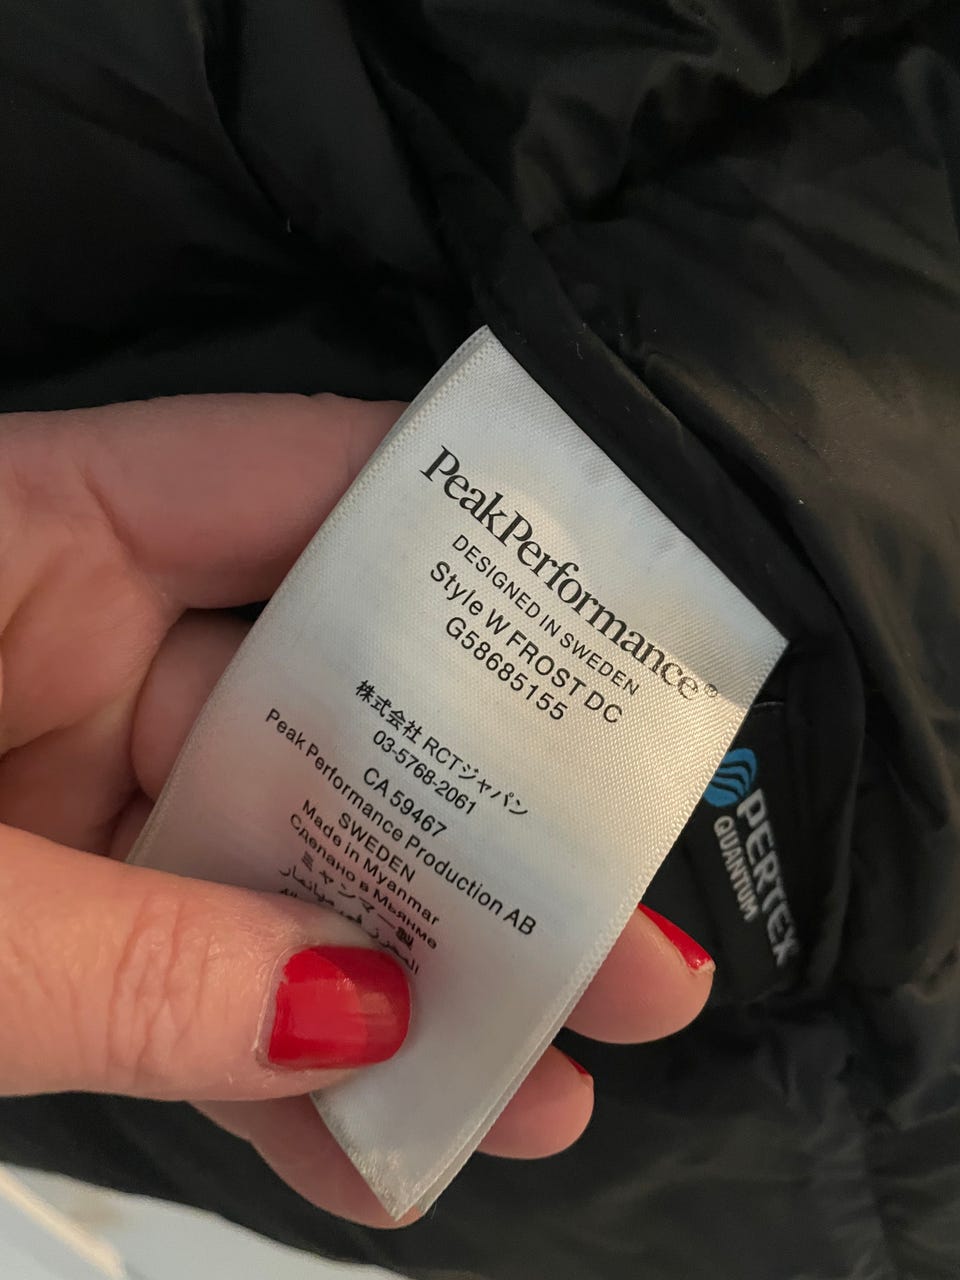 PeakPerformance®
DESIGNED IN SWEDEN
Style W FROST DC
G58685155
株式会社 RCTジャパン
03-5768-2061
CA 59467
Peak Performance Production AB
SWEDEN
Made in Myanmar
Сделано в Мьянме
ミャンマー製
PERTEX
QUANTUM